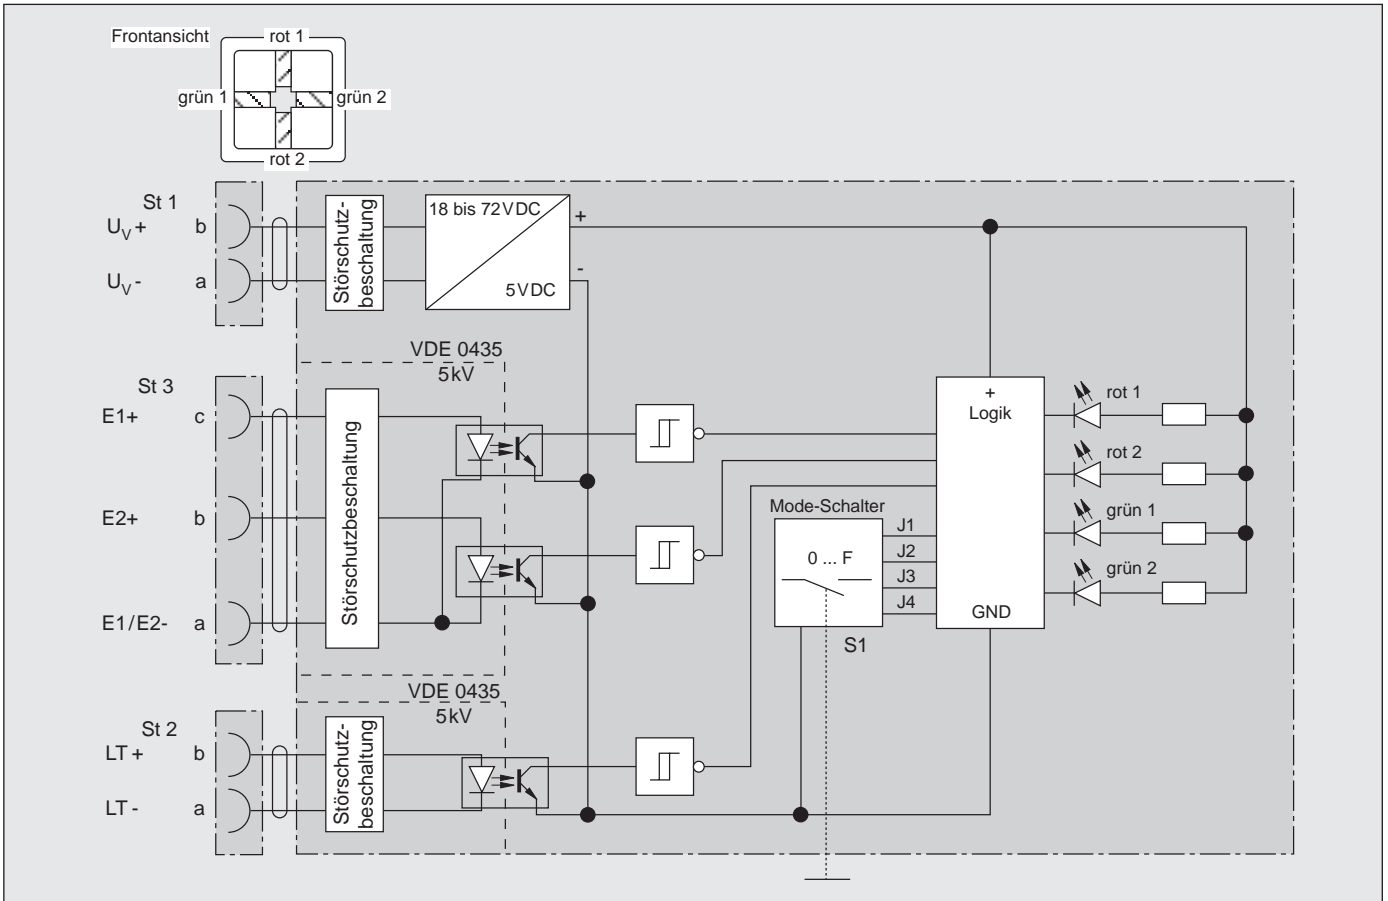 Frontansicht
rot 1
grün 1
grün 2
rot 2
St 1
UV + b
UV - a
Störschutz-
beschaltung
18 bis 72VDC
5VDC
+
-
VDE 0435
5kV
St 3
E1+ c
E2+ b
E1/E2- a
Störschutzbeschaltung
+
Logik
GND
rot 1
rot 2
grün 1
grün 2
Mode-Schalter
0 ... F
J1
J2
J3
J4
S1
VDE 0435
5kV
St 2
LT + b
LT - a
Störschutz-
beschaltung